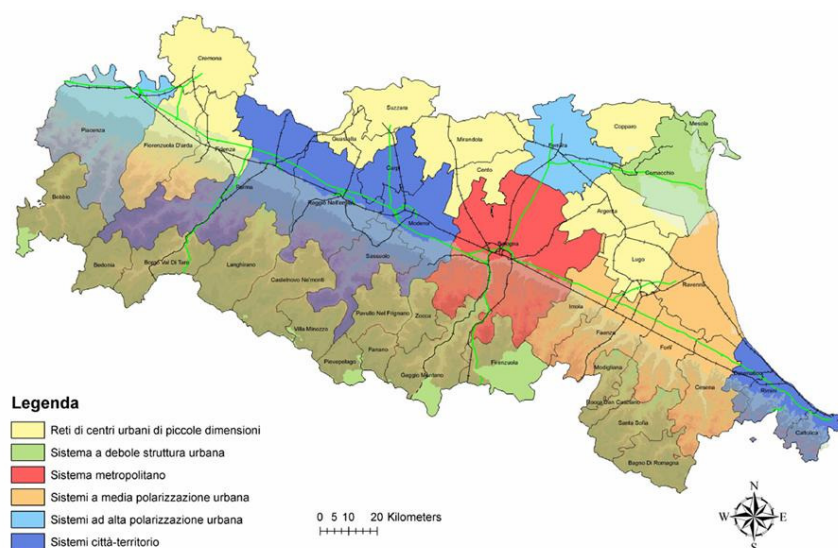 Cremona
Suzzara
Mesola
Copparo
Mirandola
Piacenza
Guastalla
Ferrara
Fiorenzuola D'arda
Fidenza
Carpi
Cento
Comacchio
Bobbio
Parma
Reggio Nell'emilia
Argenta
Modena
Bologna
Bedonia
Borgo Val Di Taro
Langhirano
Sassuolo
Lugo
Castelnovo Ne'monti
Ravenna
Imola
Villa Minozzo
Pavullo Nel Frignano
Zocca
Faenza
Forlì
Fanano
Pievepelago
Gaggio Montano
Firenzuola
Modigliana
Cesena
Rimini
Rocca San Casciano
Santa Sofia
Cattolica
Bagno Di Romagna
Legenda
Reti di centri urbani di piccole dimensioni
Sistema a debole struttura urbana
Sistema metropolitano
Sistemi a media polarizzazione urbana
Sistemi ad alta polarizzazione urbana
Sistemi città-territorio
0 5 10 20 Kilometers
N
W E
S